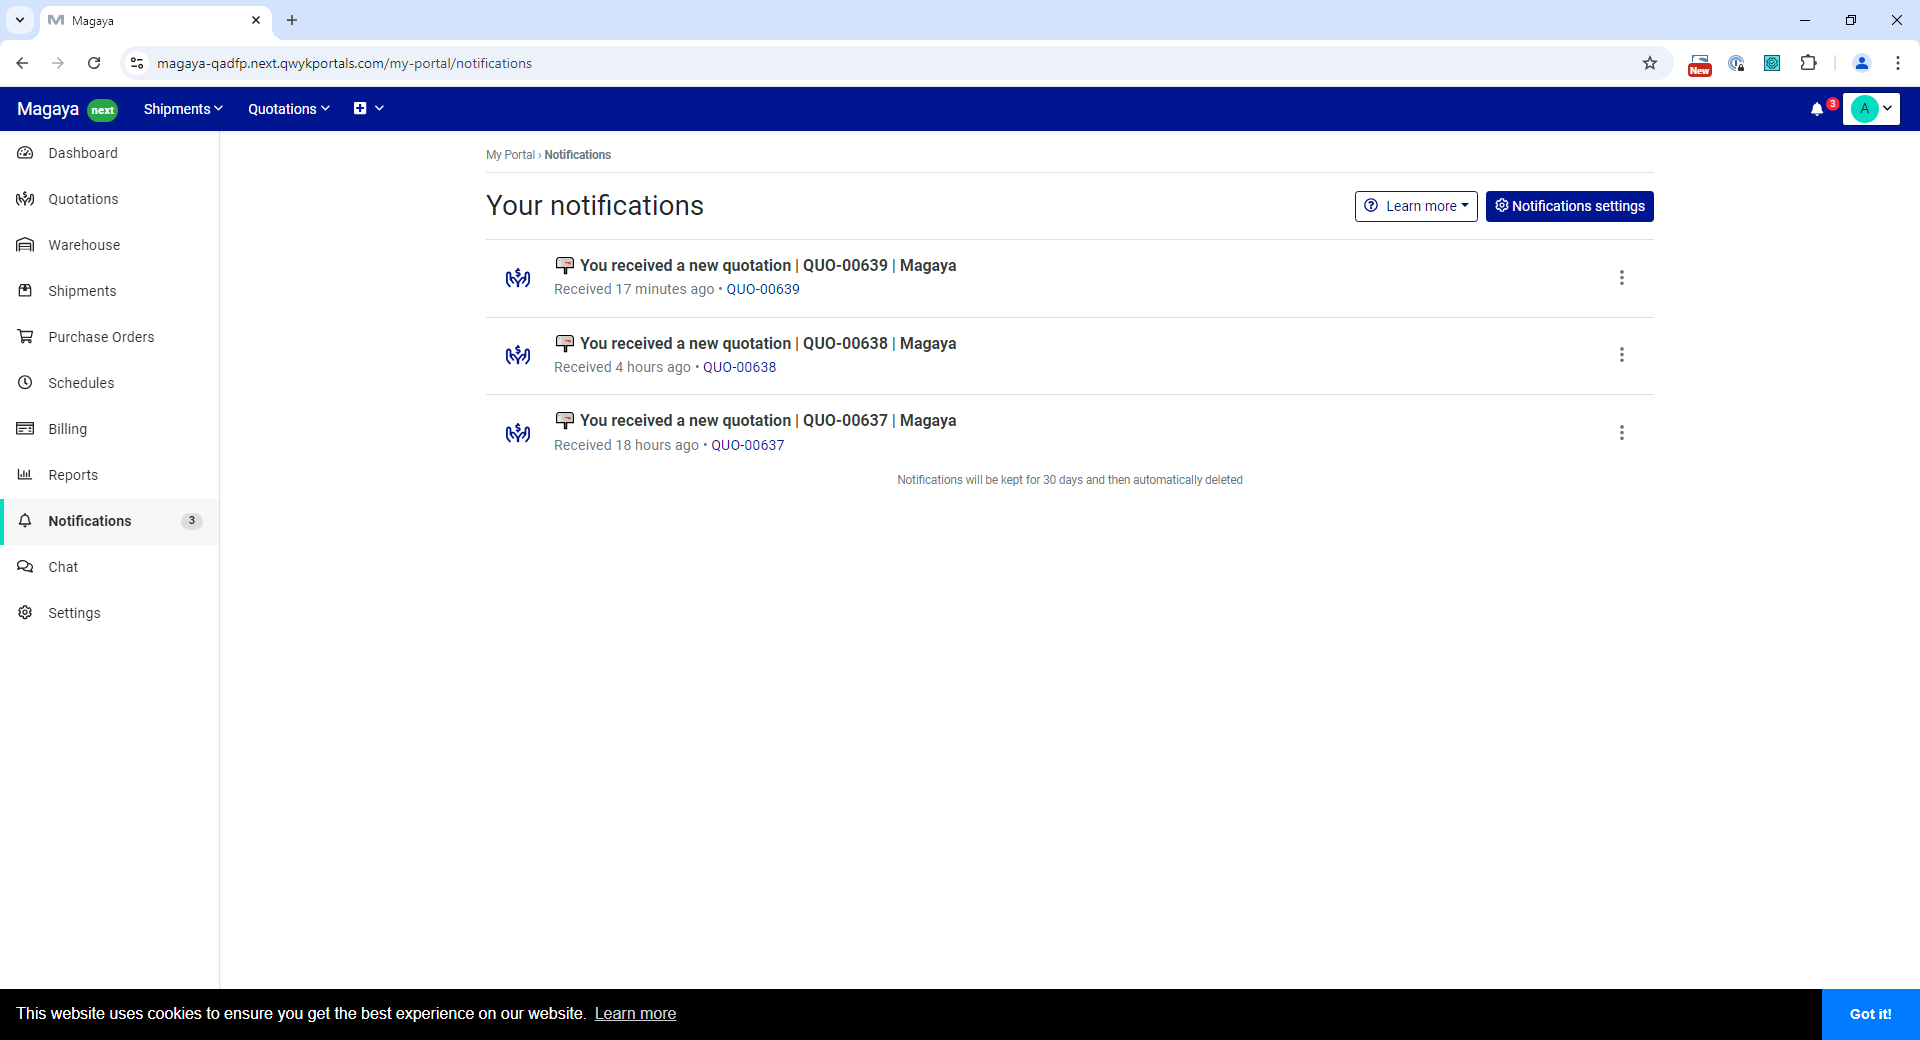 Magaya
magaya-qadfp.next.qwykportals.com/my-portal/notifications
New
Magaya next Shipments Quotations 3 A
Dashboard
Quotations
Warehouse
Shipments
Purchase Orders
Schedules
Billing
Reports
Notifications 3
Chat
Settings
My Portal › Notifications
Your notifications
Learn more Notifications settings
You received a new quotation | QUO-00639 | Magaya
Received 17 minutes ago • QUO-00639
You received a new quotation | QUO-00638 | Magaya
Received 4 hours ago • QUO-00638
You received a new quotation | QUO-00637 | Magaya
Received 18 hours ago • QUO-00637
Notifications will be kept for 30 days and then automatically deleted
This website uses cookies to ensure you get the best experience on our website. Learn more
Got it!